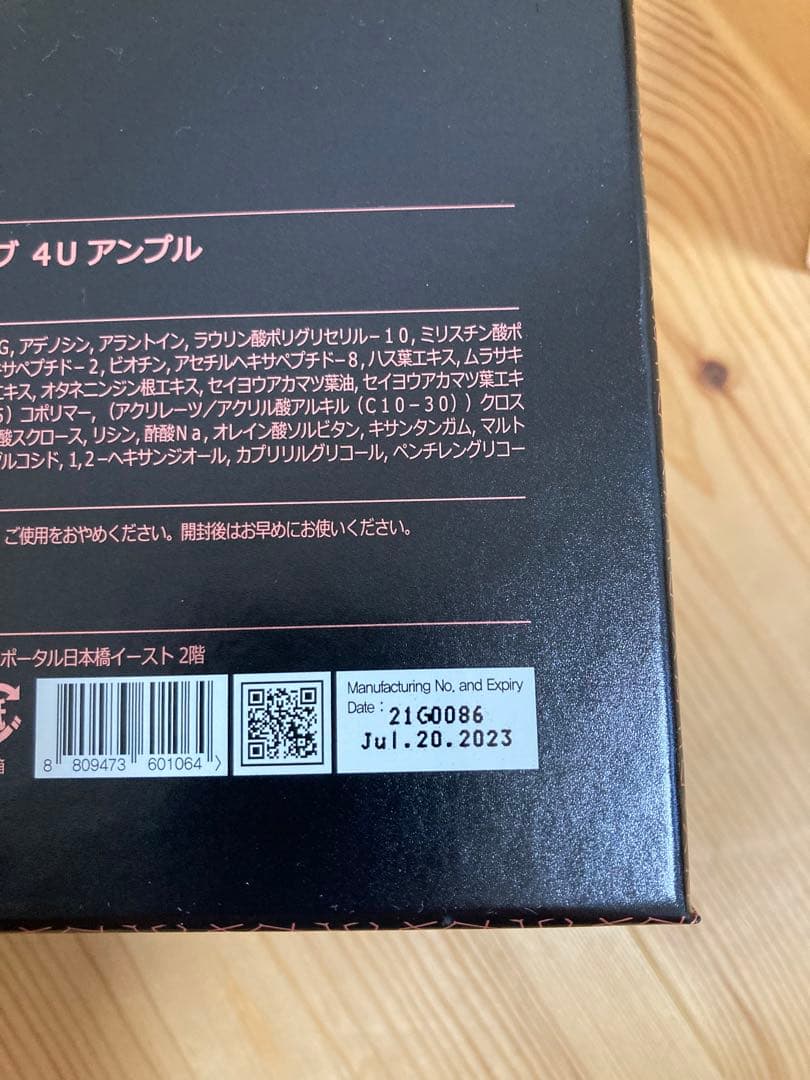 ブ 4U アンプル
G, アデノシン, アラントイン, ラウリン酸ポリグリセリル−10, ミリスチン酸ポ
サペプチド−2, ビオチン, アセチルヘキサペプチド−8, ハス葉エキス, ムラサキ
エキス, オタネニンジン根エキス, セイヨウアカマツ葉油, セイヨウアカマツ葉エキ
) コポリマー, (アクリレーツ/アクリル酸アルキル (C10−30)) クロス
酸スクロース, リシン, 酢酸Na, オレイン酸ソルビタン, キサンタンガム, マルト
グルコシド, 1,2−ヘキサンジオール, カプリリルグリコール, ペンチレングリコー
ご使用をおやめください。開封後はお早めにお使いください。
ポータル日本橋イースト 2階
Manufacturing No. and Expiry
Date : 21G0086
Jul.20.2023
8 809473 601064 >
箱